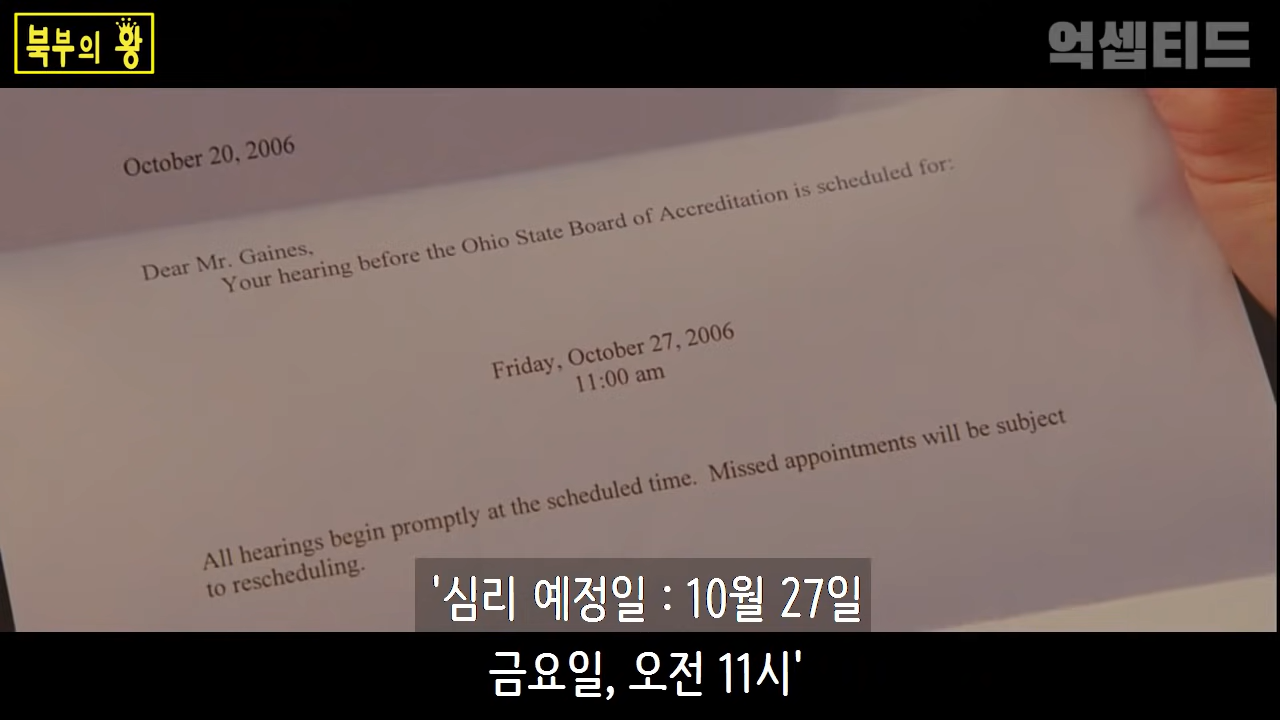 북부의 왕
억셉티드
October 20, 2006
Dear Mr. Gaines,
Your hearing before the Ohio State Board of Accreditation is scheduled for:
Friday, October 27, 2006
11:00 am
All hearings begin promptly at the scheduled time. Missed appointments will be subject
to rescheduling.
'심리 예정일 : 10월 27일
금요일, 오전 11시'